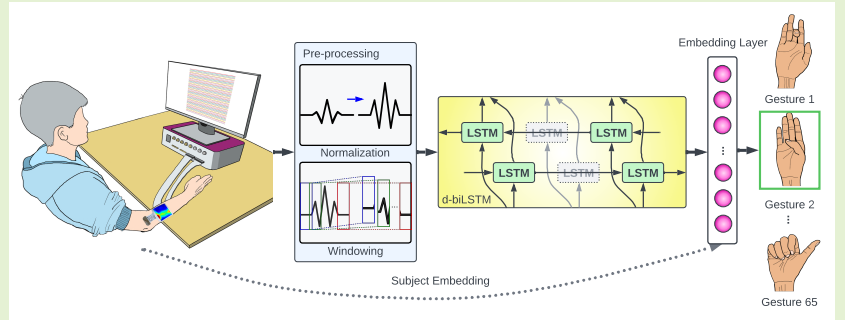 Pre-processing
Normalization
Windowing
LSTM
LSTM
LSTM
LSTM
LSTM
LSTM
d-biLSTM
Embedding Layer
...
Gesture 1
Gesture 2
...
Gesture 65
Subject Embedding